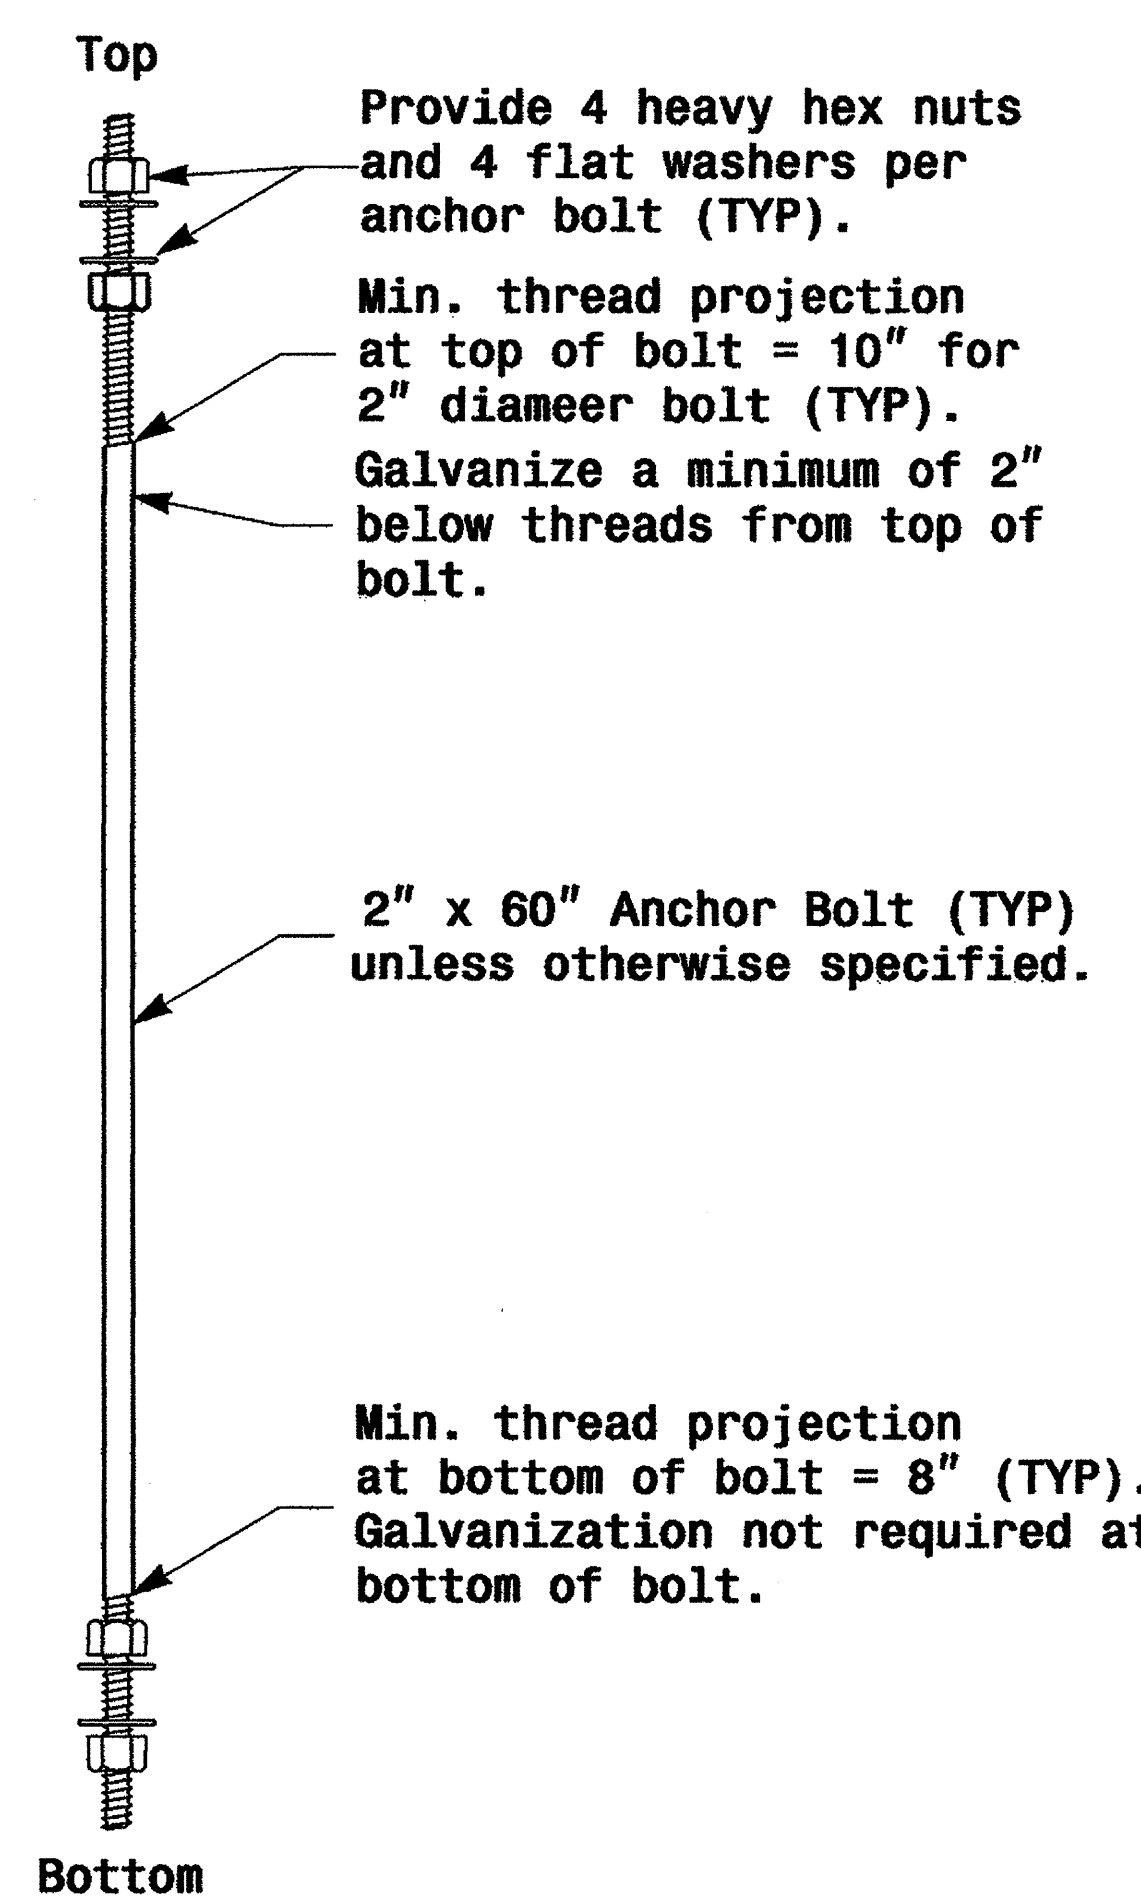 Top
Provide 4 heavy hex nuts
and 4 flat washers per
anchor bolt (TYP).
Min. thread projection
at top of bolt = 10" for
2" diameer bolt (TYP).
Galvanize a minimum of 2"
below threads from top of
bolt.
2" x 60" Anchor Bolt (TYP)
unless otherwise specified.
Min. thread projection
at bottom of bolt = 8" (TYP).
Galvanization not required at
bottom of bolt.
Bottom